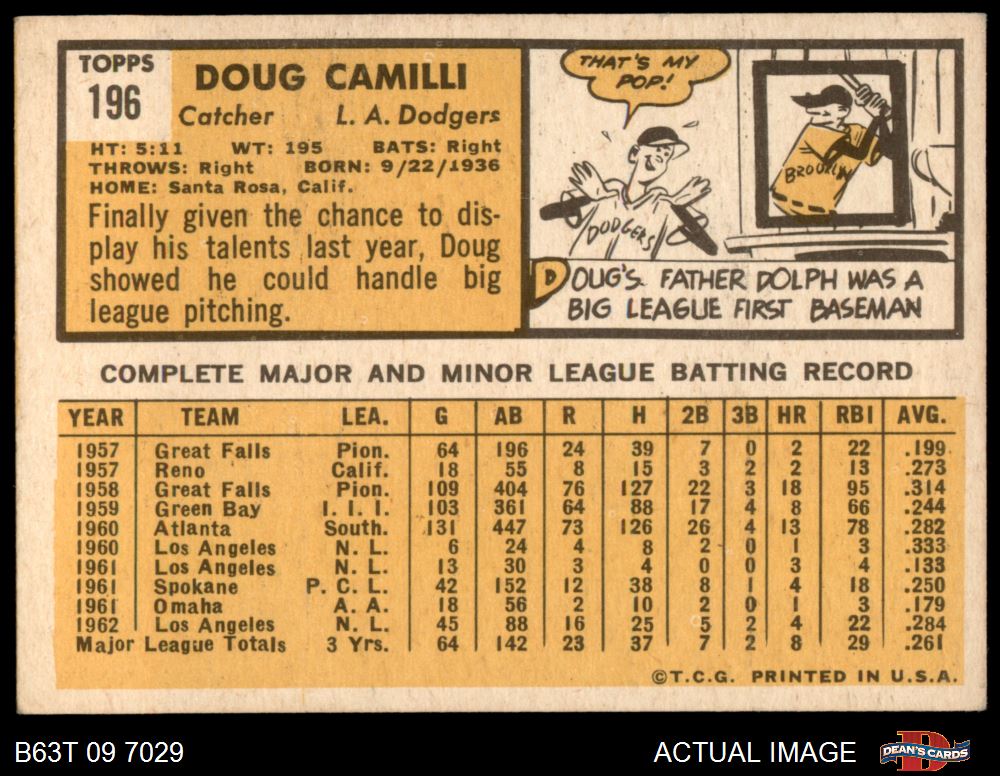 TOPPS
196
DOUG CAMILLI
Catcher L. A. Dodgers
HT: 5:11 WT: 195 BATS: Right
THROWS: Right BORN: 9/22/1936
HOME: Santa Rosa, Calif.
Finally given the chance to dis-
play his talents last year, Doug
showed he could handle big
league pitching.
THAT'S MY
POP!
DODGERS
BROOKLYN
DOUG'S FATHER DOLPH WAS A
BIG LEAGUE FIRST BASEMAN
COMPLETE MAJOR AND MINOR LEAGUE BATTING RECORD
YEAR TEAM LEA. G AB R H 2B 3B HR RBI AVG.
1957 Great Falls Pion. 64 196 24 39 7 0 2 22 .199
1957 Reno Calif. 18 55 8 15 3 2 2 13 .273
1958 Great Falls Pion. 109 404 76 127 22 3 18 95 .314
1959 Green Bay I. I. I. 103 361 64 88 17 4 8 66 .244
1960 Atlanta South. 131 447 73 126 26 4 13 78 .282
1960 Los Angeles N. L. 6 24 4 8 2 0 1 3 .333
1961 Los Angeles N. L. 13 30 3 4 0 0 3 4 .133
1961 Spokane P. C. L. 42 152 12 38 8 1 4 18 .250
1961 Omaha A. A. 18 56 2 10 2 0 1 3 .179
1962 Los Angeles N. L. 45 88 16 25 5 2 4 22 .284
Major League Totals 3 Yrs. 64 142 23 37 7 2 8 29 .261
©T.C.G. PRINTED IN U.S.A.
B63T 09 7029 ACTUAL IMAGE DEAN'S CARDS